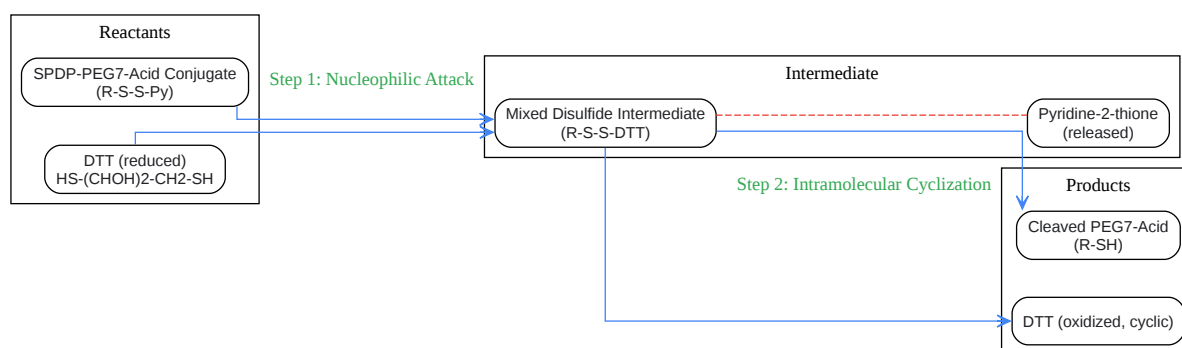 Reactants
SPDP-PEG7-Acid Conjugate
(R-S-S-Py)
DTT (reduced)
HS-(CHOH)2-CH2-SH
Step 1: Nucleophilic Attack
Intermediate
Mixed Disulfide Intermediate
(R-S-S-DTT)
Pyridine-2-thione
(released)
Step 2: Intramolecular Cyclization
Products
Cleaved PEG7-Acid
(R-SH)
DTT (oxidized, cyclic)